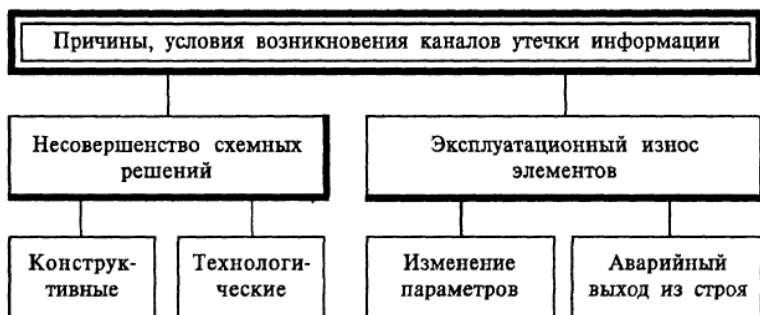 Причины, условия возникновения каналов утечки информации
Несовершенство схемных
решений
Эксплуатационный износ
элементов
Конструк-
тивные
Технологи-
ческие
Изменение
параметров
Аварийный
выход из строя